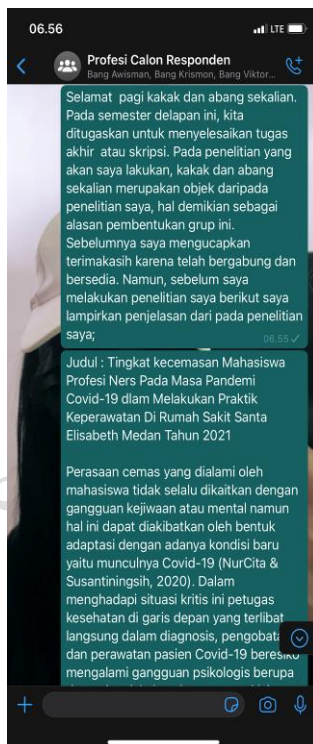 06.56
LTE
Profesi Calon Responden
Bang Awisman, Bang Krismon, Bang Viktor...
Selamat pagi kakak dan abang sekalian.
Pada semester delapan ini, kita
ditugaskan untuk menyelesaikan tugas
akhir atau skripsi. Pada penelitian yang
akan saya lakukan, kakak dan abang
sekalian merupakan objek daripada
penelitian saya, hal demikian sebagai
alasan pembentukan grup ini.
Sebelumnya saya mengucapkan
terimakasih karena telah bergabung dan
bersedia. Namun, sebelum saya
melakukan penelitian saya berikut saya
lampirkan penjelasan dari pada penelitian
saya;
06.55
Judul : Tingkat kecemasan Mahasiswa
Profesi Ners Pada Masa Pandemi
Covid-19 dlam Melakukan Praktik
Keperawatan Di Rumah Sakit Santa
Elisabeth Medan Tahun 2021
Perasaan cemas yang dialami oleh
mahasiswa tidak selalu dikaitkan dengan
gangguan kejiwaan atau mental namun
hal ini dapat diakibatkan oleh bentuk
adaptasi dengan adanya kondisi baru
yaitu munculnya Covid-19 (NurCita &
Susantiningsih, 2020). Dalam
menghadapi situasi kritis ini petugas
kesehatan di garis depan yang terlibat
langsung dalam diagnosis, pengobata
dan perawatan pasien Covid-19 beresiko
mengalami gangguan psikologis berupa